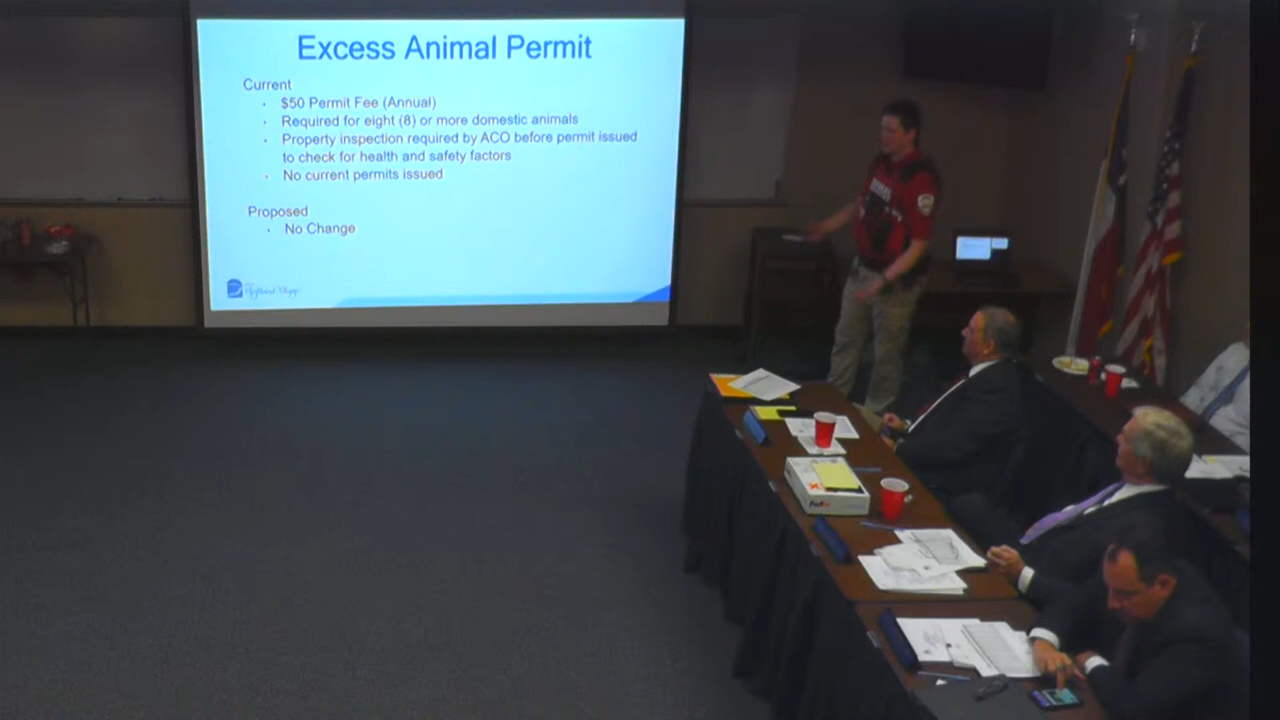 Excess Animal Permit
Current
· $50 Permit Fee (Annual)
· Required for eight (8) or more domestic animals
· Property inspection required by ACO before permit issued
to check for health and safety factors
· No current permits issued
Proposed
· No Change
ANIMAL
FedEx